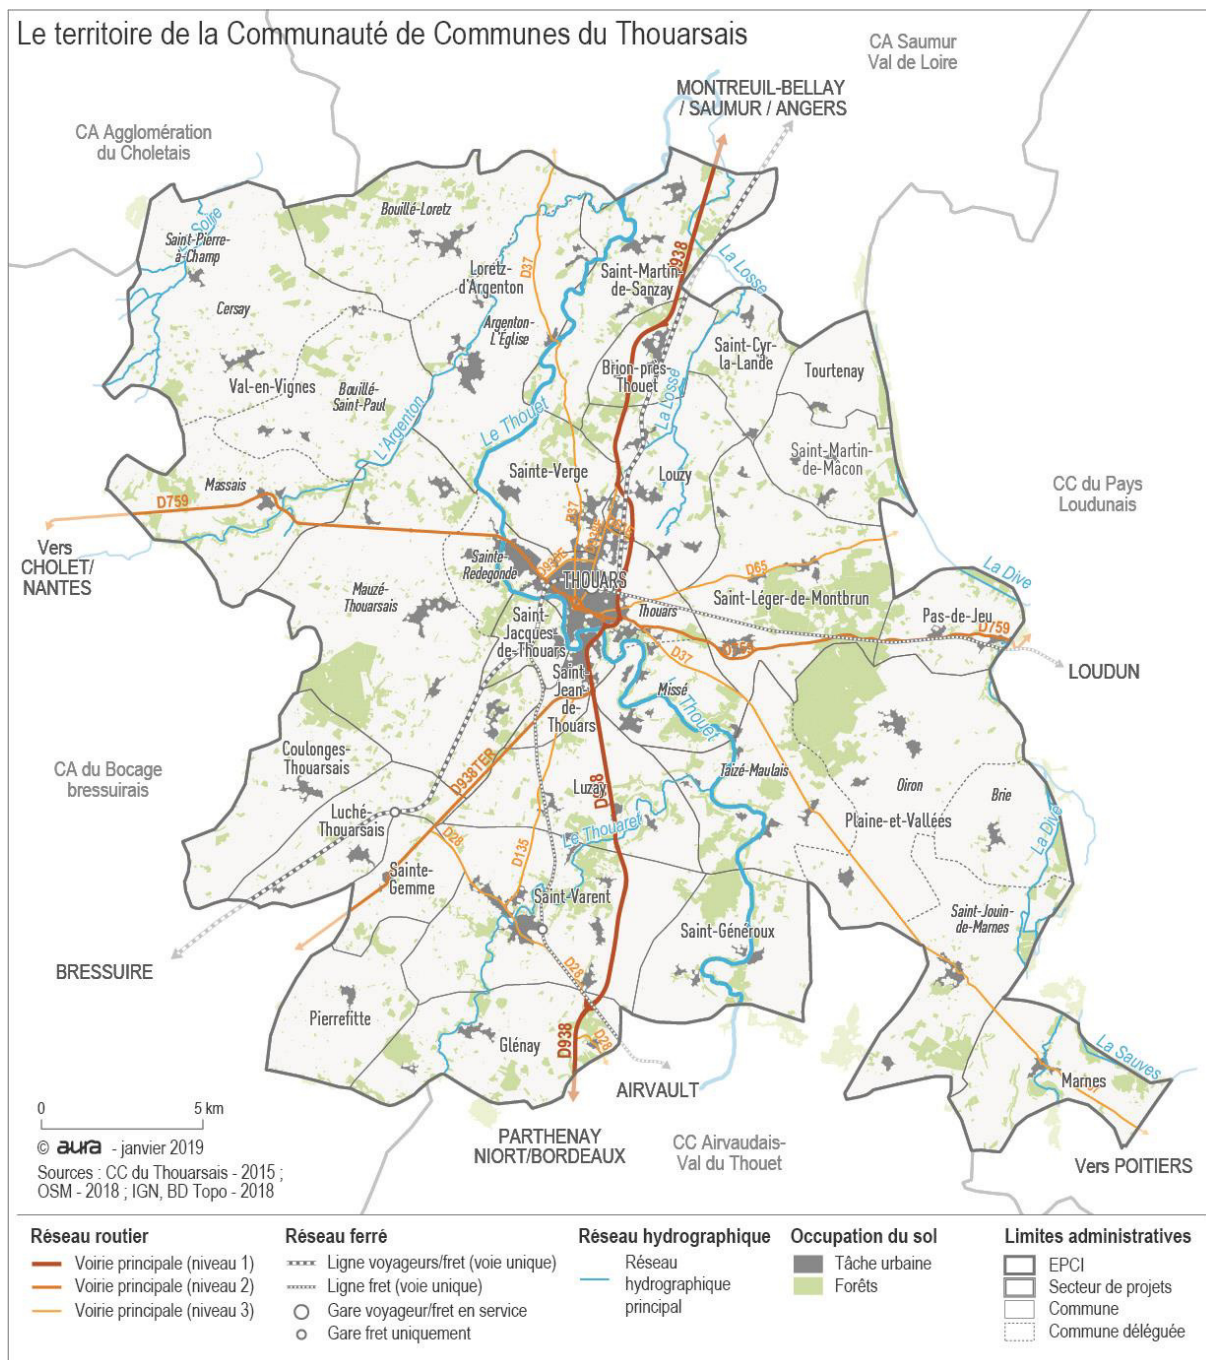 Le territoire de la Communauté de Communes du Thouarsais
CA Saumur
Val de Loire
MONTREUIL-BELLAY
/ SAUMUR / ANGERS
CA Agglomération
du Choletais
Bouillé-Loretz
Saint-Pierre-
à-Champ
La Losse
D938
D37
Loretz-
d'Argenton
Saint-Martin-
de-Sanzay
Cersay
Argenton-
L'Église
Saint-Cyr-
la-Lande
Brion-près-
Thouet
Tourtenay
Val-en-Vignes
Bouillé-
Saint-Paul
L'Argenton
Le Thouet
La Losse
Saint-Martin-
de-Mâcon
Sainte-Verge
Louzy
CC du Pays
Loudunais
Massais
D759
D37
Vers
CHOLET/
NANTES
Sainte-
Radegonde
THOUARS
D65
La Dive
Mauzé-
Thouarsais
Saint-Léger-de-Montbrun
Thouars
Pas-de-Jeu
D759
Saint-
Jacques-
de-Thouars
D759
D37
LOUDUN
Saint-
Jean-
de-
Thouars
Missé
Le Thouet
Coulonges-
Thouarsais
CA du Bocage
bressuirais
D938TER
Taizé-Maulais
Luzay
D938
Oiron
Brie
Luché-
Thouarsais
Plaine-et-Vallées
La Dive
Le Thouaret
D28
D135
Sainte-
Gemme
Saint-Varent
Saint-Jouin-
de-Marnes
Saint-Généroux
BRESSUIRE
D28
Pierrefitte
Glénay
D938
D28
La Sauves
Marnes
AIRVAULT
0 5 km
© aura - janvier 2019
PARTHENAY
NIORT/BORDEAUX
CC Airvaudais-
Val du Thouet
Vers POITIERS
Sources : CC du Thouarsais - 2015 ;
OSM - 2018 ; IGN, BD Topo - 2018
Réseau routier
Voirie principale (niveau 1)
Voirie principale (niveau 2)
Voirie principale (niveau 3)
Réseau ferré
Ligne voyageurs/fret (voie unique)
Ligne fret (voie unique)
Gare voyageur/fret en service
Gare fret uniquement
Réseau hydrographique
Réseau
hydrographique
principal
Occupation du sol
Tâche urbaine
Forêts
Limites administratives
EPCI
Secteur de projets
Commune
Commune déléguée